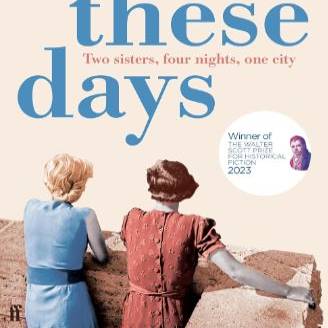 these
Two sisters, four nights, one city
days
Winner of
THE WALTER
SCOTT PRIZE
FOR HISTORICAL
FICTION
2023
ff